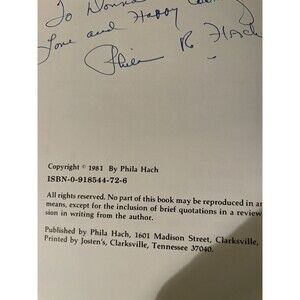 To Donna
Love and Happy
Phila R Hach
Copyright © 1981 By Phila Hach
ISBN-0-918544-72-6
All rights reserved. No part of this book may be reproduced in an
means, except for the inclusion of brief quotations in a review
sion in writing from the author.
Published by Phila Hach, 1601 Madison Street, Clarksville,
Printed by Josten's, Clarksville, Tennessee 37040.